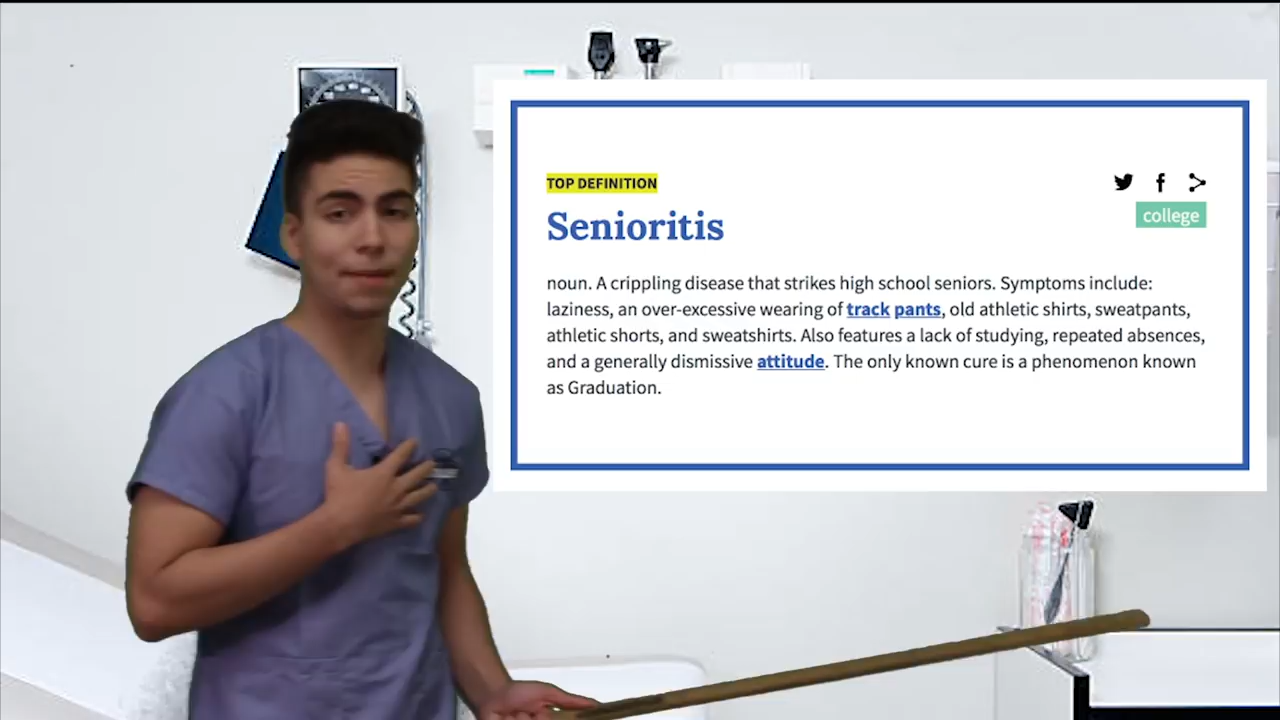 TOP DEFINITION
college
Senioritis
noun. A crippling disease that strikes high school seniors. Symptoms include:
laziness, an over-excessive wearing of track pants, old athletic shirts, sweatpants,
athletic shorts, and sweatshirts. Also features a lack of studying, repeated absences,
and a generally dismissive attitude. The only known cure is a phenomenon known
as Graduation.